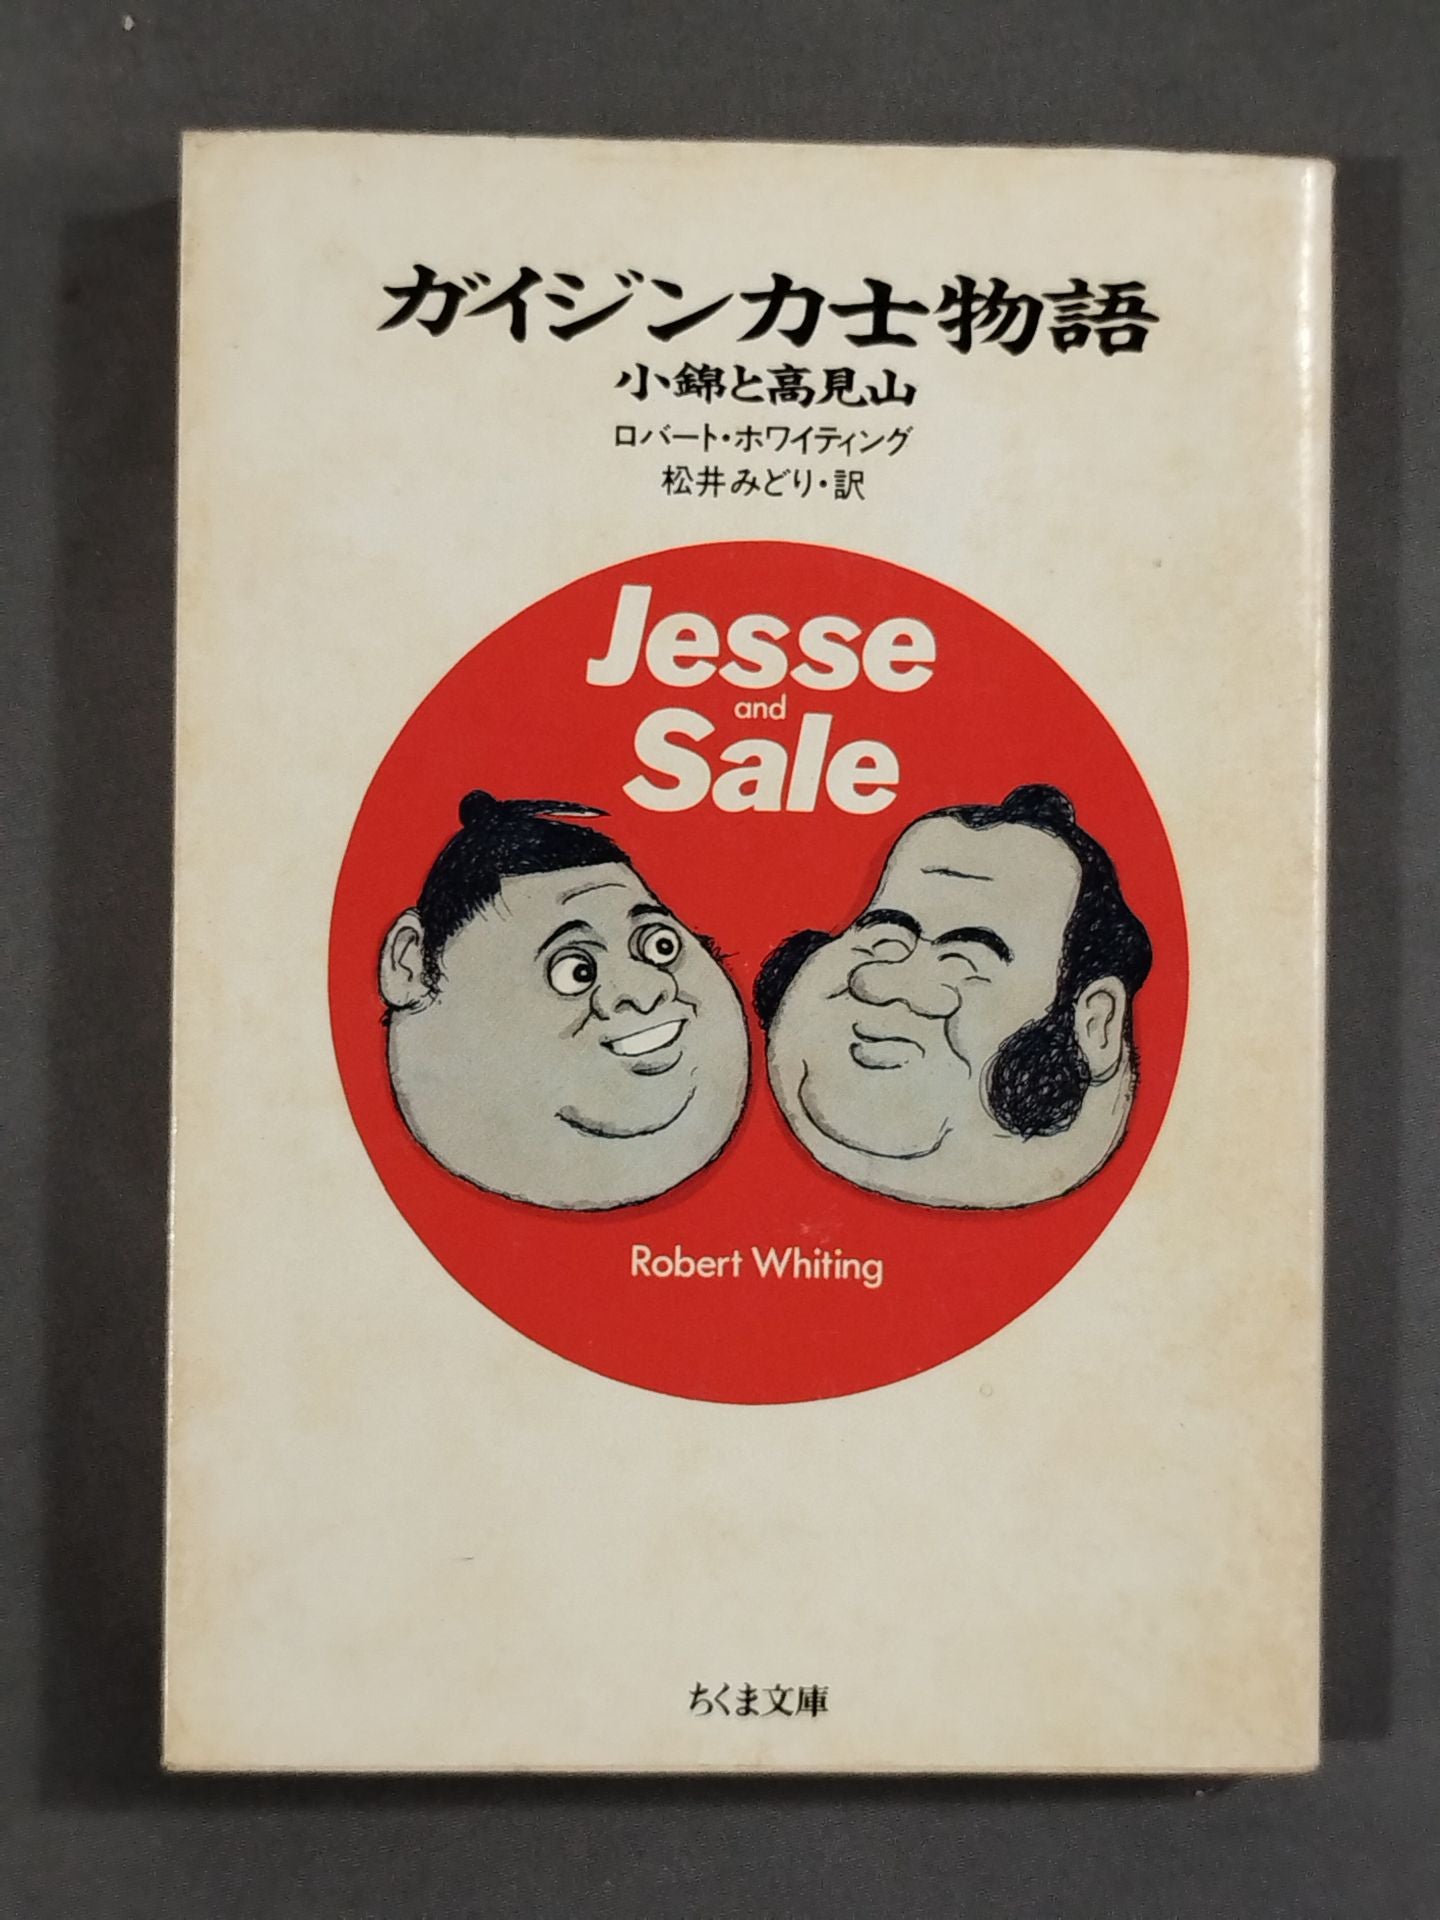 ガイジン力士物語
小錦と高見山
ロバート・ホワイティング
松井みどり・訳
Jesse
and
Sale
Robert Whiting
ちくま文庫